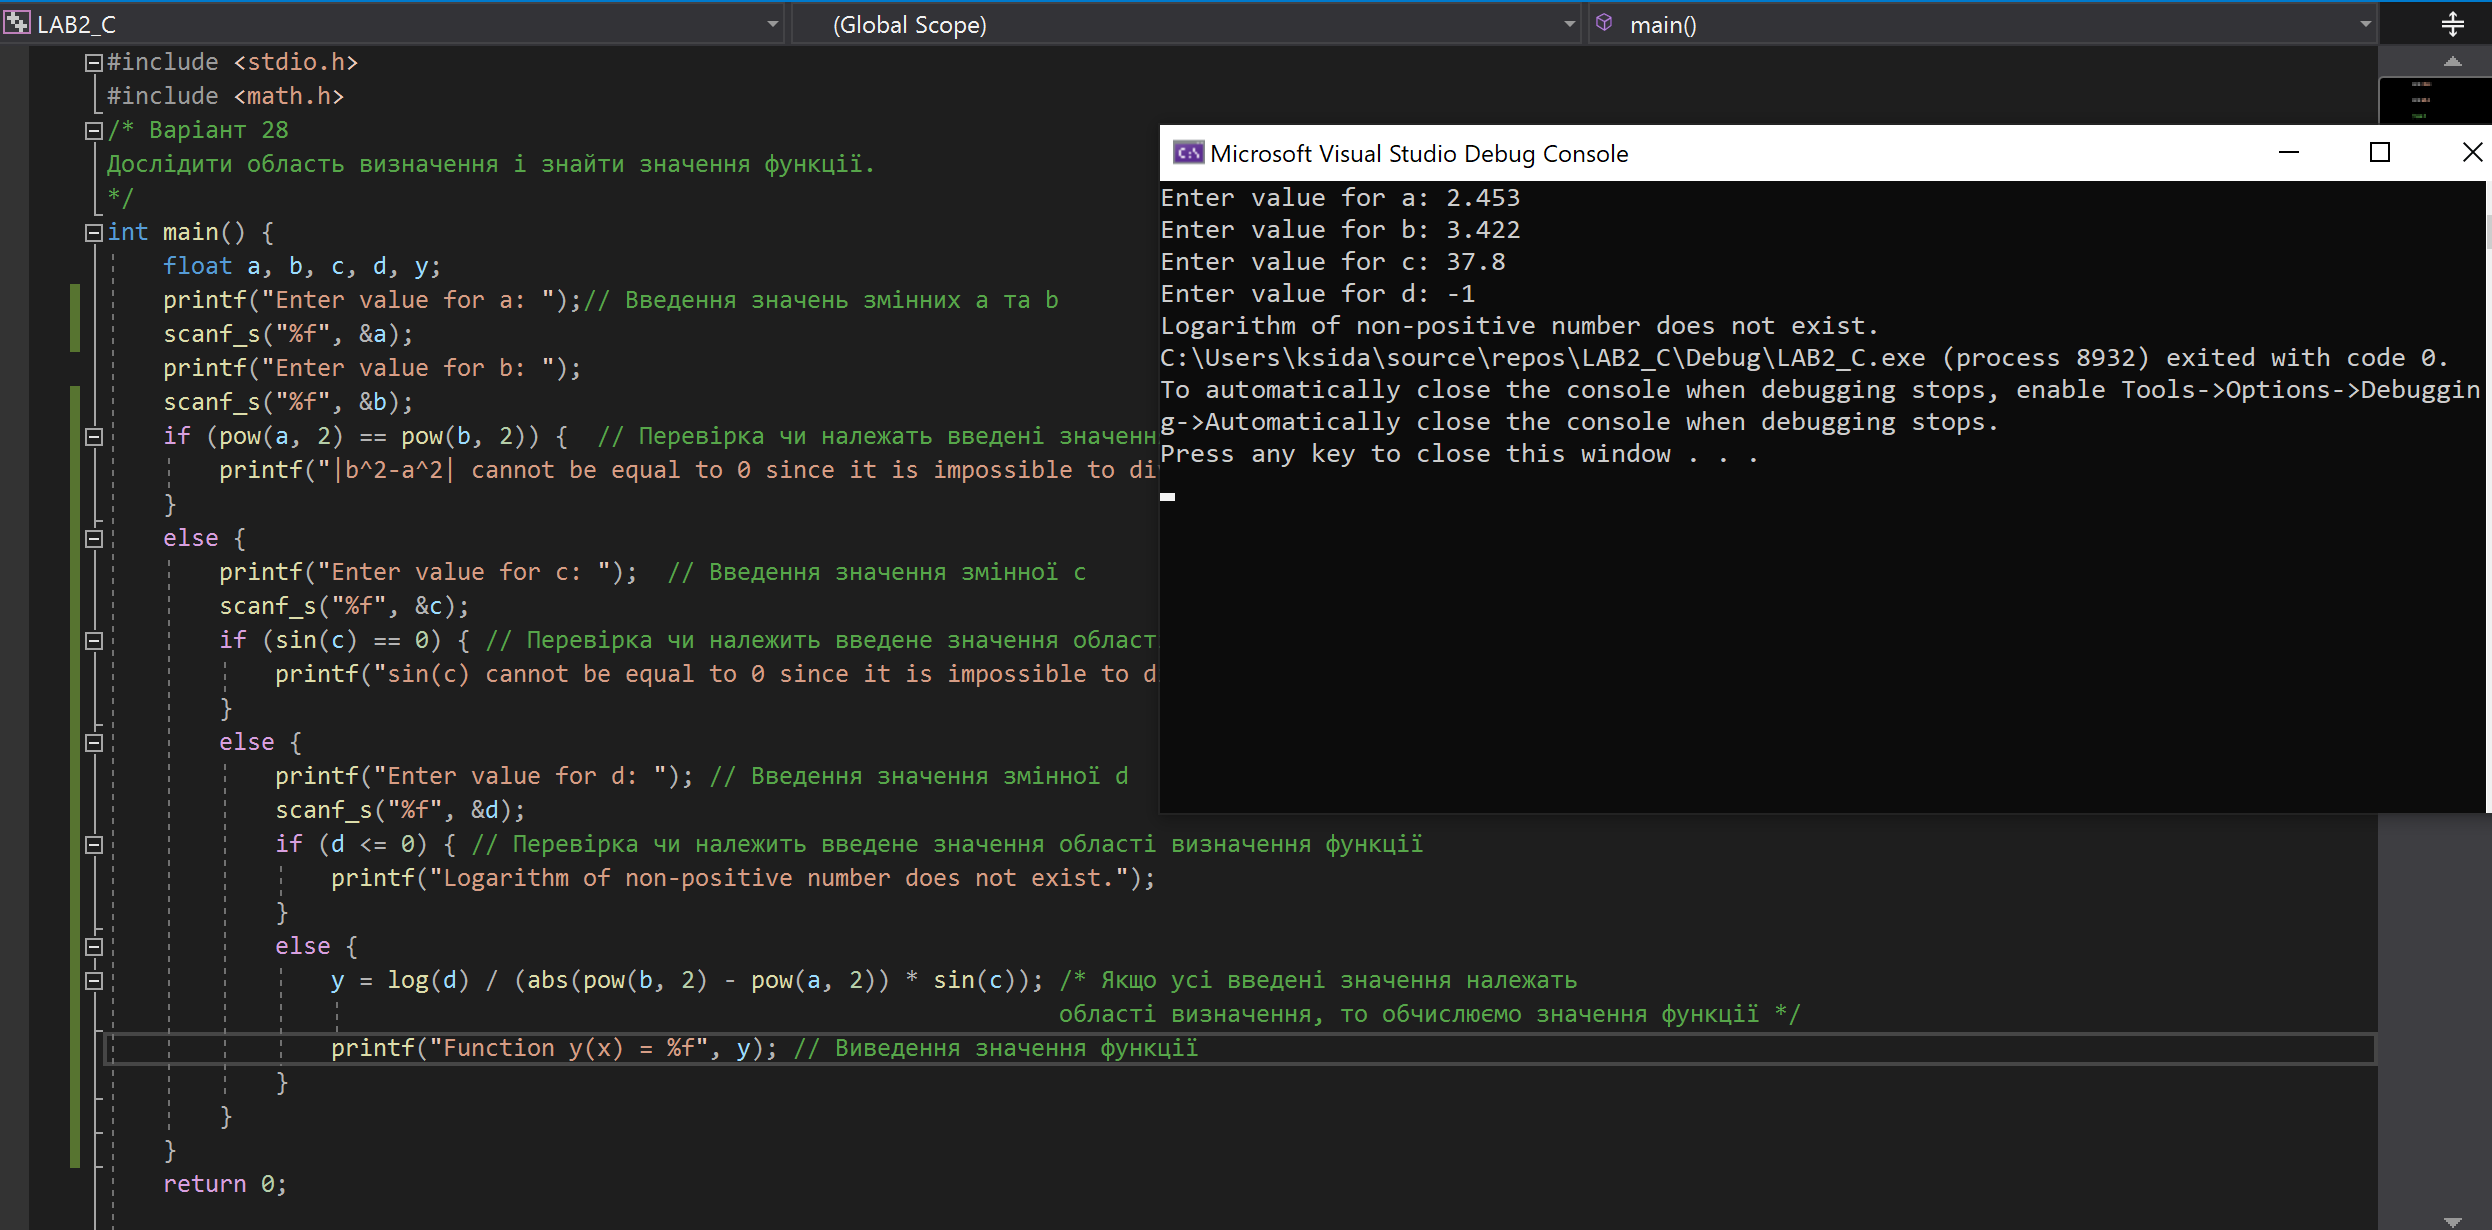 LAB2_C
(Global Scope)
main()
#include <stdio.h>
#include <math.h>
/* Варіант 28
Дослідити область визначення і знайти значення функції.
*/
int main() {
float a, b, c, d, y;
printf("Enter value for a: ");// Введення значень змінних a та b
scanf_s("%f", &a);
printf("Enter value for b: ");
scanf_s("%f", &b);
if (pow(a, 2) == pow(b, 2)) {  // Перевірка чи належать введені
printf("|b^2-a^2| cannot be equal to 0 since it is impossible to
}
else {
printf("Enter value for c: ");  // Введення значення змінної c
scanf_s("%f", &c);
if (sin(c) == 0) { // Перевірка чи належить введене значення
printf("sin(c) cannot be equal to 0 since it is impossible to
}
else {
printf("Enter value for d: "); // Введення значення змінної d
scanf_s("%f", &d);
if (d <= 0) { // Перевірка чи належить введене значення області визначення функції
printf("Logarithm of non-positive number does not exist.");
}
else {
y = log(d) / (abs(pow(b, 2) - pow(a, 2)) * sin(c)); /* Якщо усі введені значення належать
області визначення, то обчислюємо значення функції */
printf("Function y(x) = %f", y); // Виведення значення функції
}
}
}
return 0;
C:\ Microsoft Visual Studio Debug Console
Enter value for a: 2.453
Enter value for b: 3.422
Enter value for c: 37.8
Enter value for d: -1
Logarithm of non-positive number does not exist.
C:\Users\ksida\source\repos\LAB2_C\Debug\LAB2_C.exe (process 8932) exited with code 0.
To automatically close the console when debugging stops, enable Tools->Options->Debuggin
g->Automatically close the console when debugging stops.
Press any key to close this window . . .